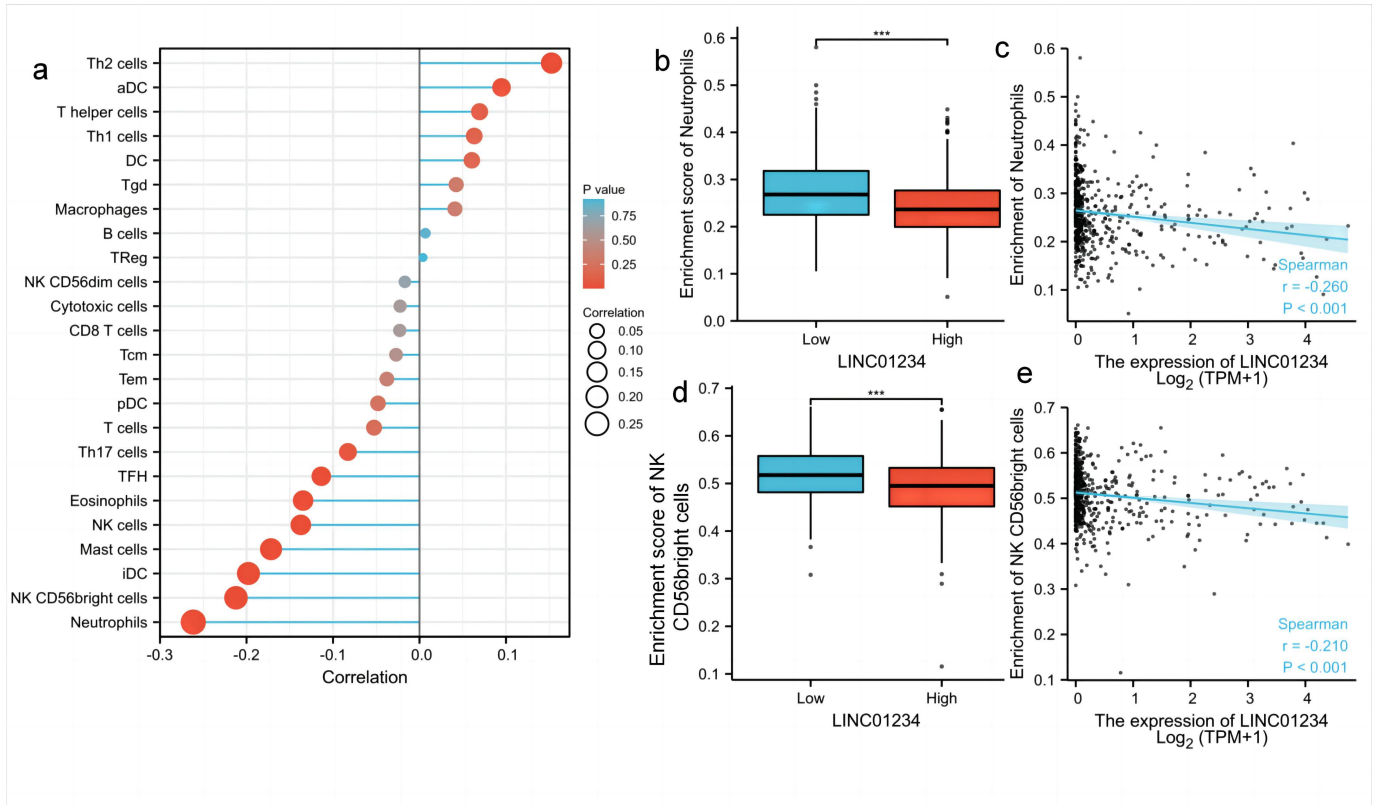 a
Th2 cells
aDC
T helper cells
Th1 cells
DC
Tgd
Macrophages
B cells
TReg
NK CD56dim cells
Cytotoxic cells
CD8 T cells
Tcm
Tem
pDC
T cells
Th17 cells
TFH
Eosinophils
NK cells
Mast cells
iDC
NK CD56bright cells
Neutrophils
-0.3
-0.2
-0.1
0.0
0.1
Correlation
P value
0.75
0.50
0.25
Correlation
0.05
0.10
0.15
0.20
0.25
b
Enrichment score of Neutrophils
0.6
0.5
0.4
0.3
0.2
0.1
0.0
***
Low
High
LINC01234
c
Enrichment of Neutrophils
0.6
0.5
0.4
0.3
0.2
0.1
Spearman
r = -0.260
P < 0.001
0
1
2
3
4
The expression of LINC01234
Log2 (TPM+1)
d
Enrichment score of NK
CD56bright cells
0.7
0.6
0.5
0.4
0.3
0.2
0.1
***
Low
High
LINC01234
e
Enrichment of NK CD56bright cells
0.7
0.6
0.5
0.4
0.3
0.2
0.1
Spearman
r = -0.210
P < 0.001
0
1
2
3
4
The expression of LINC01234
Log2 (TPM+1)